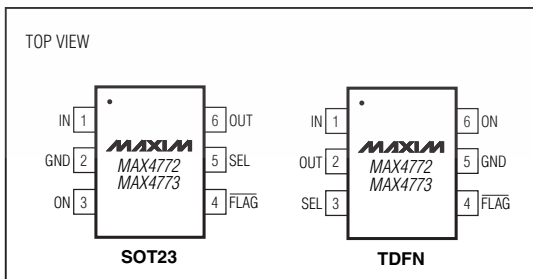 TOP VIEW
IN 1 6 OUT
MAXIM
GND 2 MAX4772 5 SEL
MAX4773
ON 3 4 FLAG
SOT23
IN 1 6 ON
MAXIM
OUT 2 MAX4772 5 GND
MAX4773
SEL 3 4 FLAG
TDFN